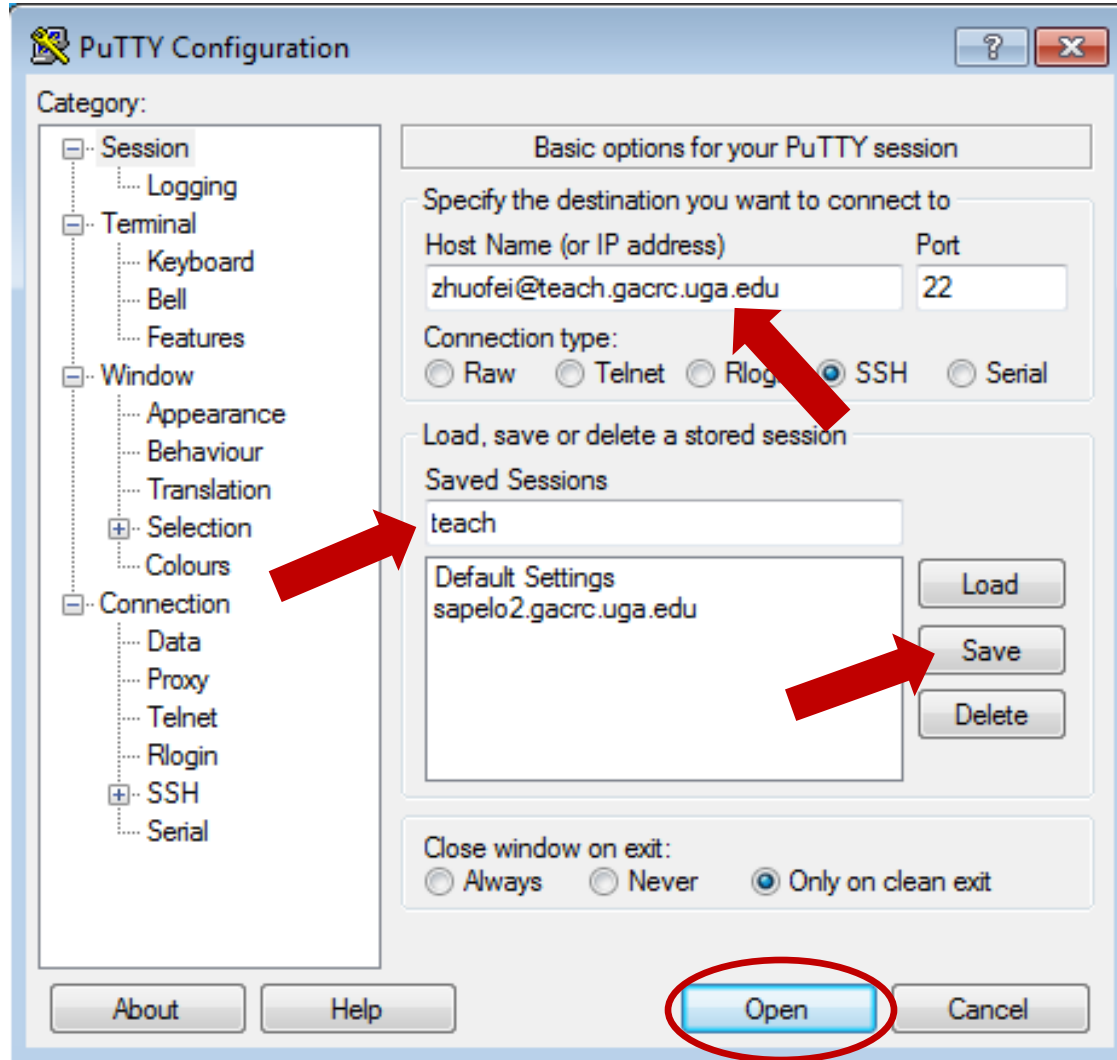 PuTTY Configuration
Category:
Session
Logging
Terminal
Keyboard
Bell
Features
Window
Appearance
Behaviour
Translation
Selection
Colours
Connection
Data
Proxy
Telnet
Rlogin
SSH
Serial
Basic options for your PuTTY session
Specify the destination you want to connect to
Host Name (or IP address) Port
zhuofei@teach.gacrc.uga.edu 22
Connection type:
Raw Telnet Rlogin SSH Serial
Load, save or delete a stored session
Saved Sessions
teach
Default Settings
sapelo2.gacrc.uga.edu
Load
Save
Delete
Close window on exit:
Always Never Only on clean exit
About Help Open Cancel